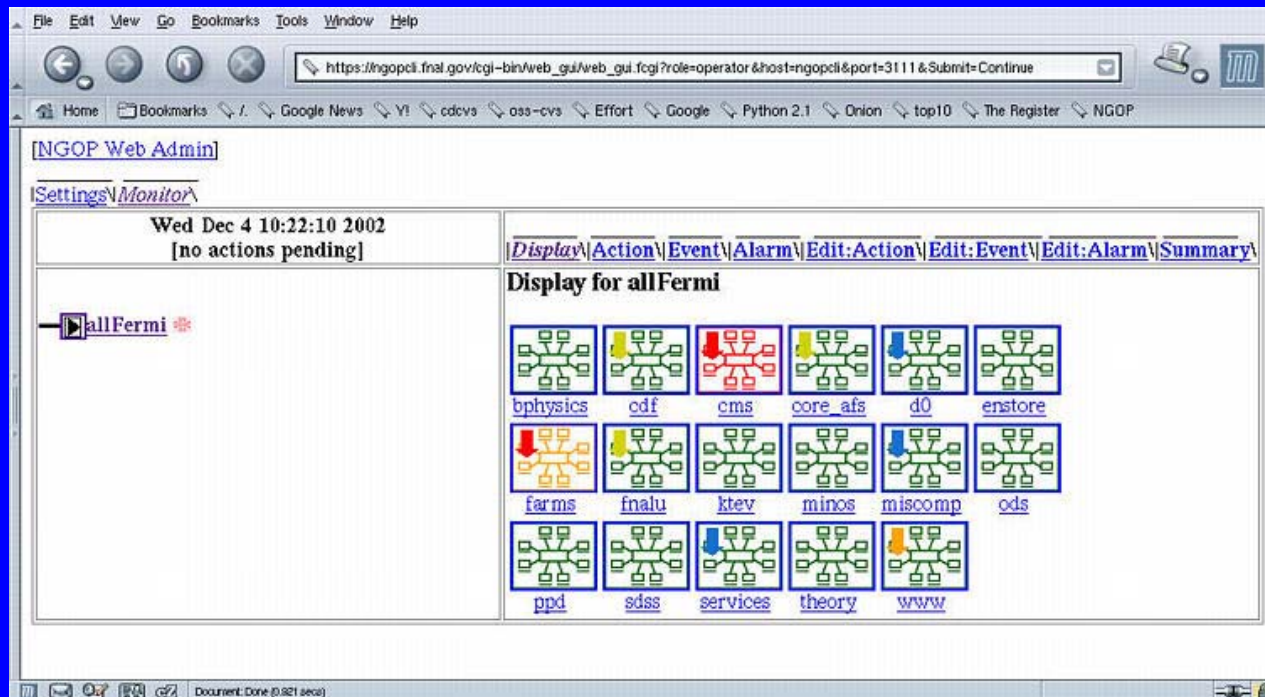 File Edit View Go Bookmarks Tools Window Help
https://ngopcli.fnal.gov/cgi-bin/web_gui/web_gui.fcgi?role=operator&host=ngopcli&port=3111&Submit=Continue
Home Bookmarks /. Google News Y! cdcvs oss-cvs Effort Google Python 2.1 Onion top10 The Register NGOP
[NGOP Web Admin]
|Settings\|Monitor\
Wed Dec 4 10:22:10 2002
[no actions pending]
|Display\|Action\|Event\|Alarm\|Edit:Action\|Edit:Event\|Edit:Alarm\|Summary\
allFermi
Display for allFermi
bphysics cdf cms core_afs d0 enstore
farms fnalu ktev minos miscomp ods
ppd sdss services theory www
Document: Done (0.921 secs)